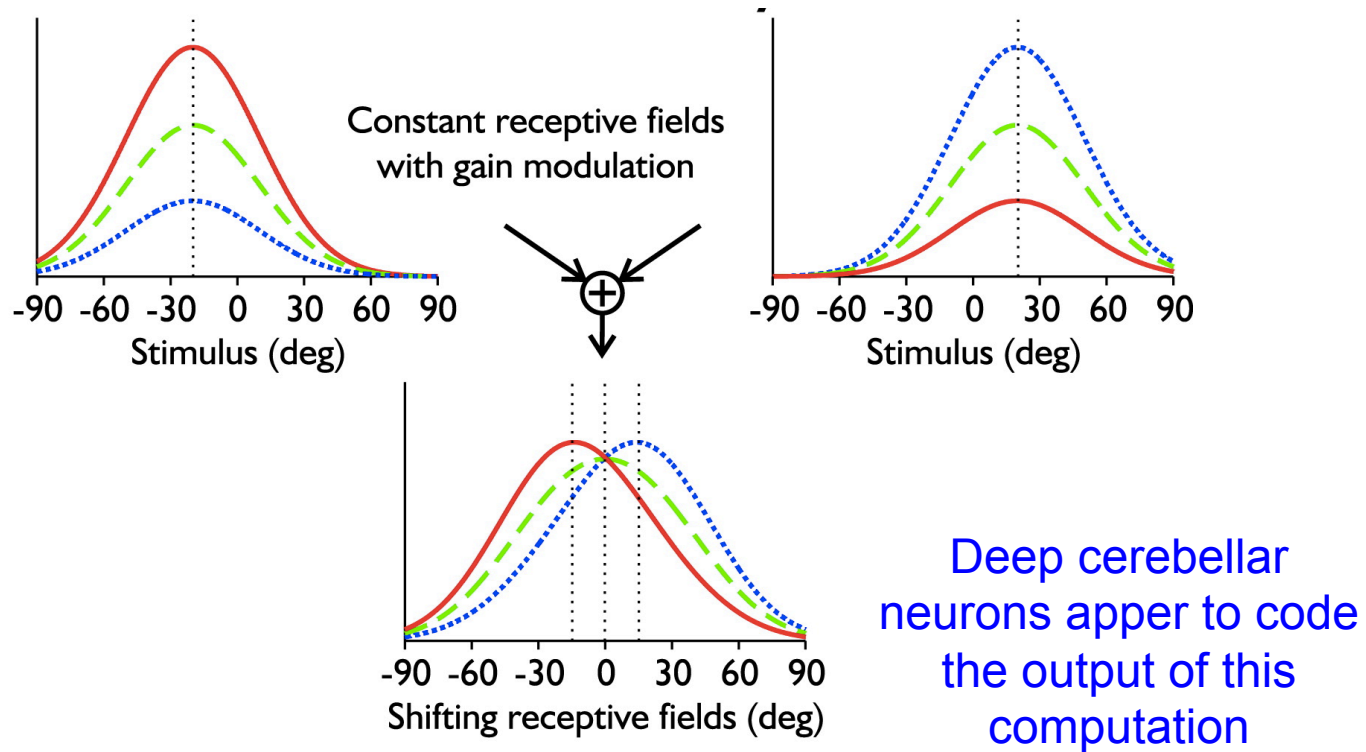 Constant receptive fields
with gain modulation
-90 -60 -30 0 30 60 90
Stimulus (deg)
-90 -60 -30 0 30 60 90
Stimulus (deg)
-90 -60 -30 0 30 60 90
Shifting receptive fields (deg)
Deep cerebellar
neurons apper to code
the output of this
computation